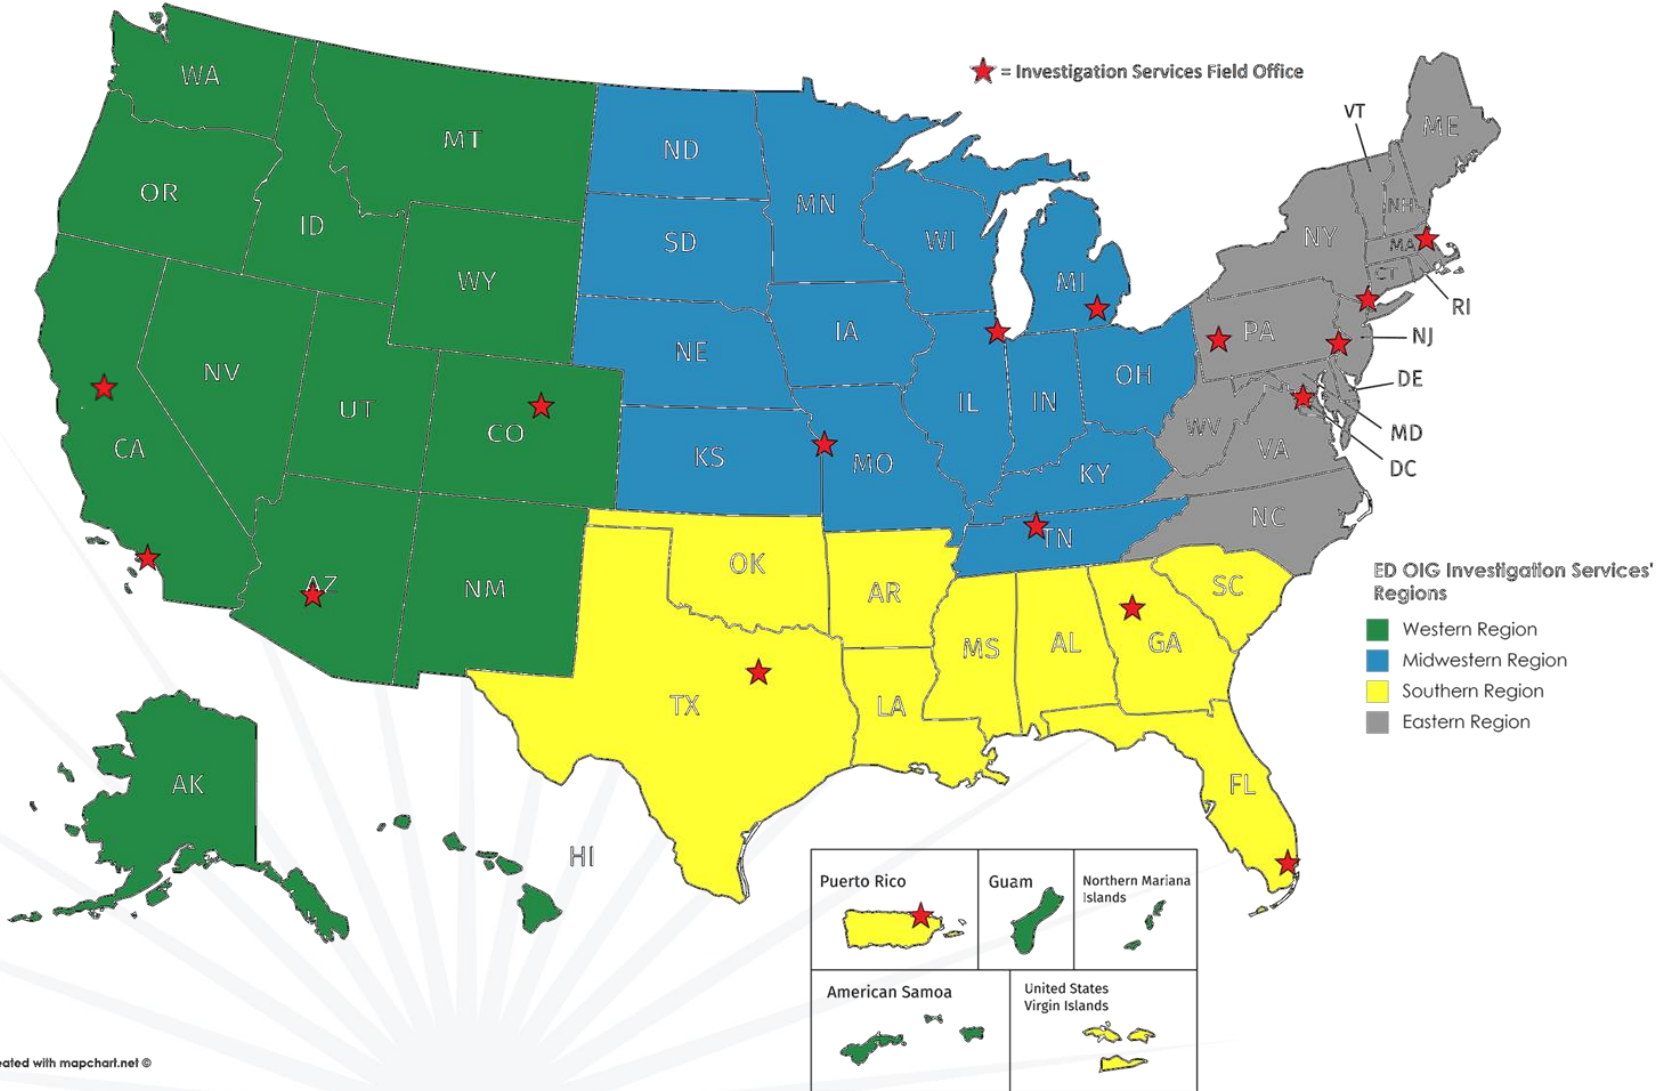 = Investigation Services Field Office
WA
MT
ND
VT
ME
OR
ID
MN
NH
SD
WI
NY
MA
WY
MI
CT
RI
IA
PA
NJ
NE
NV
OH
DE
UT
IL
IN
CO
WV
MD
CA
KS
MO
KY
VA
DC
NC
TN
OK
ED OIG Investigation Services'
Regions
AZ
NM
AR
SC
Western Region
MS
AL
GA
Midwestern Region
TX
LA
Southern Region
Eastern Region
AK
FL
HI
Puerto Rico
Guam
Northern Mariana
Islands
American Samoa
United States
Virgin Islands
eated with mapchart.net ©